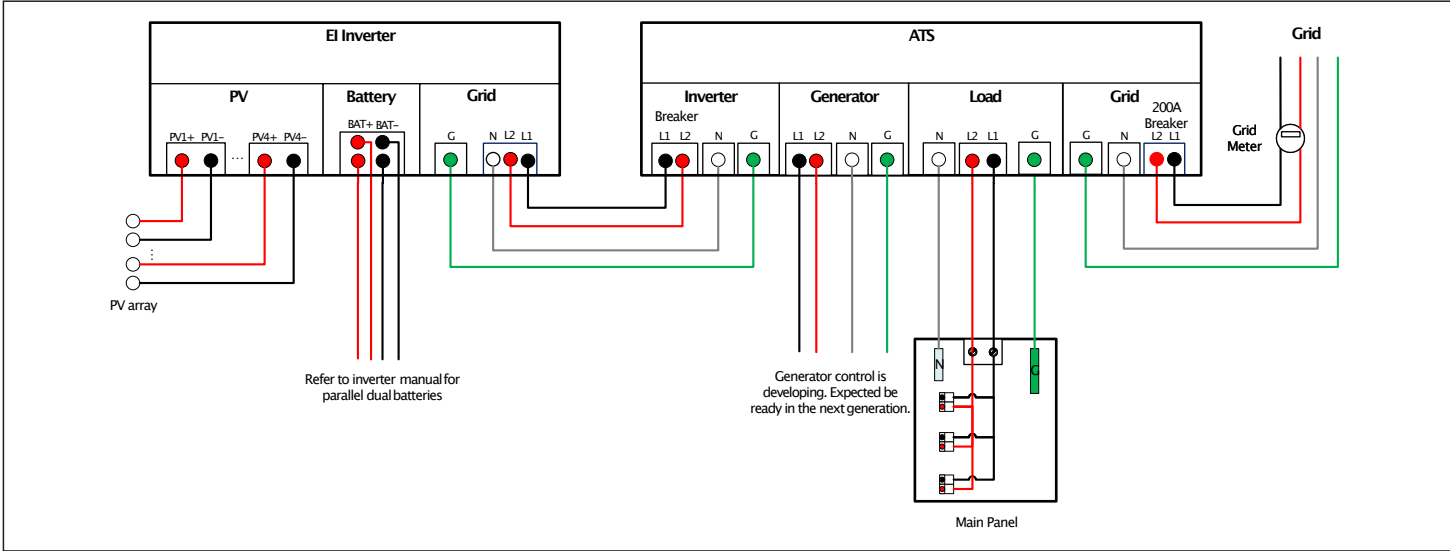 EI Inverter
ATS
Grid
PV
Battery
Grid
Inverter
Generator
Load
Grid
Breaker
200A
Breaker
PV1+ PV1- ... PV4+ PV4-
BAT+ BAT-
G
N L2 L1
L1 L2
N
G
L1 L2
N
G
N
L2 L1
G
G
N
L2 L1
Grid
Meter
PV array
Refer to inverter manual for
parallel dual batteries
Generator control is
developing. Expected be
ready in the next generation.
N
G
Main Panel